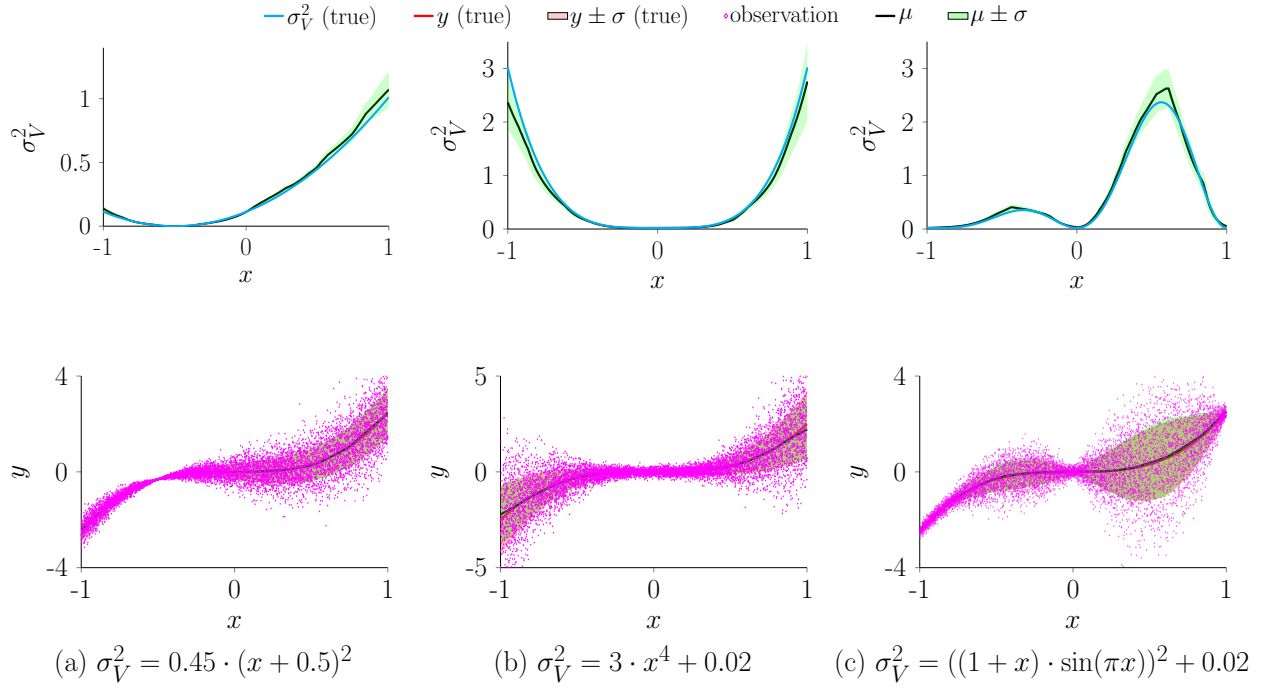 σ²_V (true) y (true) y ± σ (true) observation μ μ ± σ
1
0.5
0
σ²_V
-1 0 1
x
3
2
1
0
σ²_V
-1 0 1
x
3
2
1
0
σ²_V
-1 0 1
x
4
0
-4
y
-1 0 1
x
5
0
-5
y
-1 0 1
x
4
0
-4
y
-1 0 1
x
(a) σ²_V = 0.45 · (x + 0.5)²
(b) σ²_V = 3 · x⁴ + 0.02
(c) σ²_V = ((1 + x) · sin(πx))² + 0.02